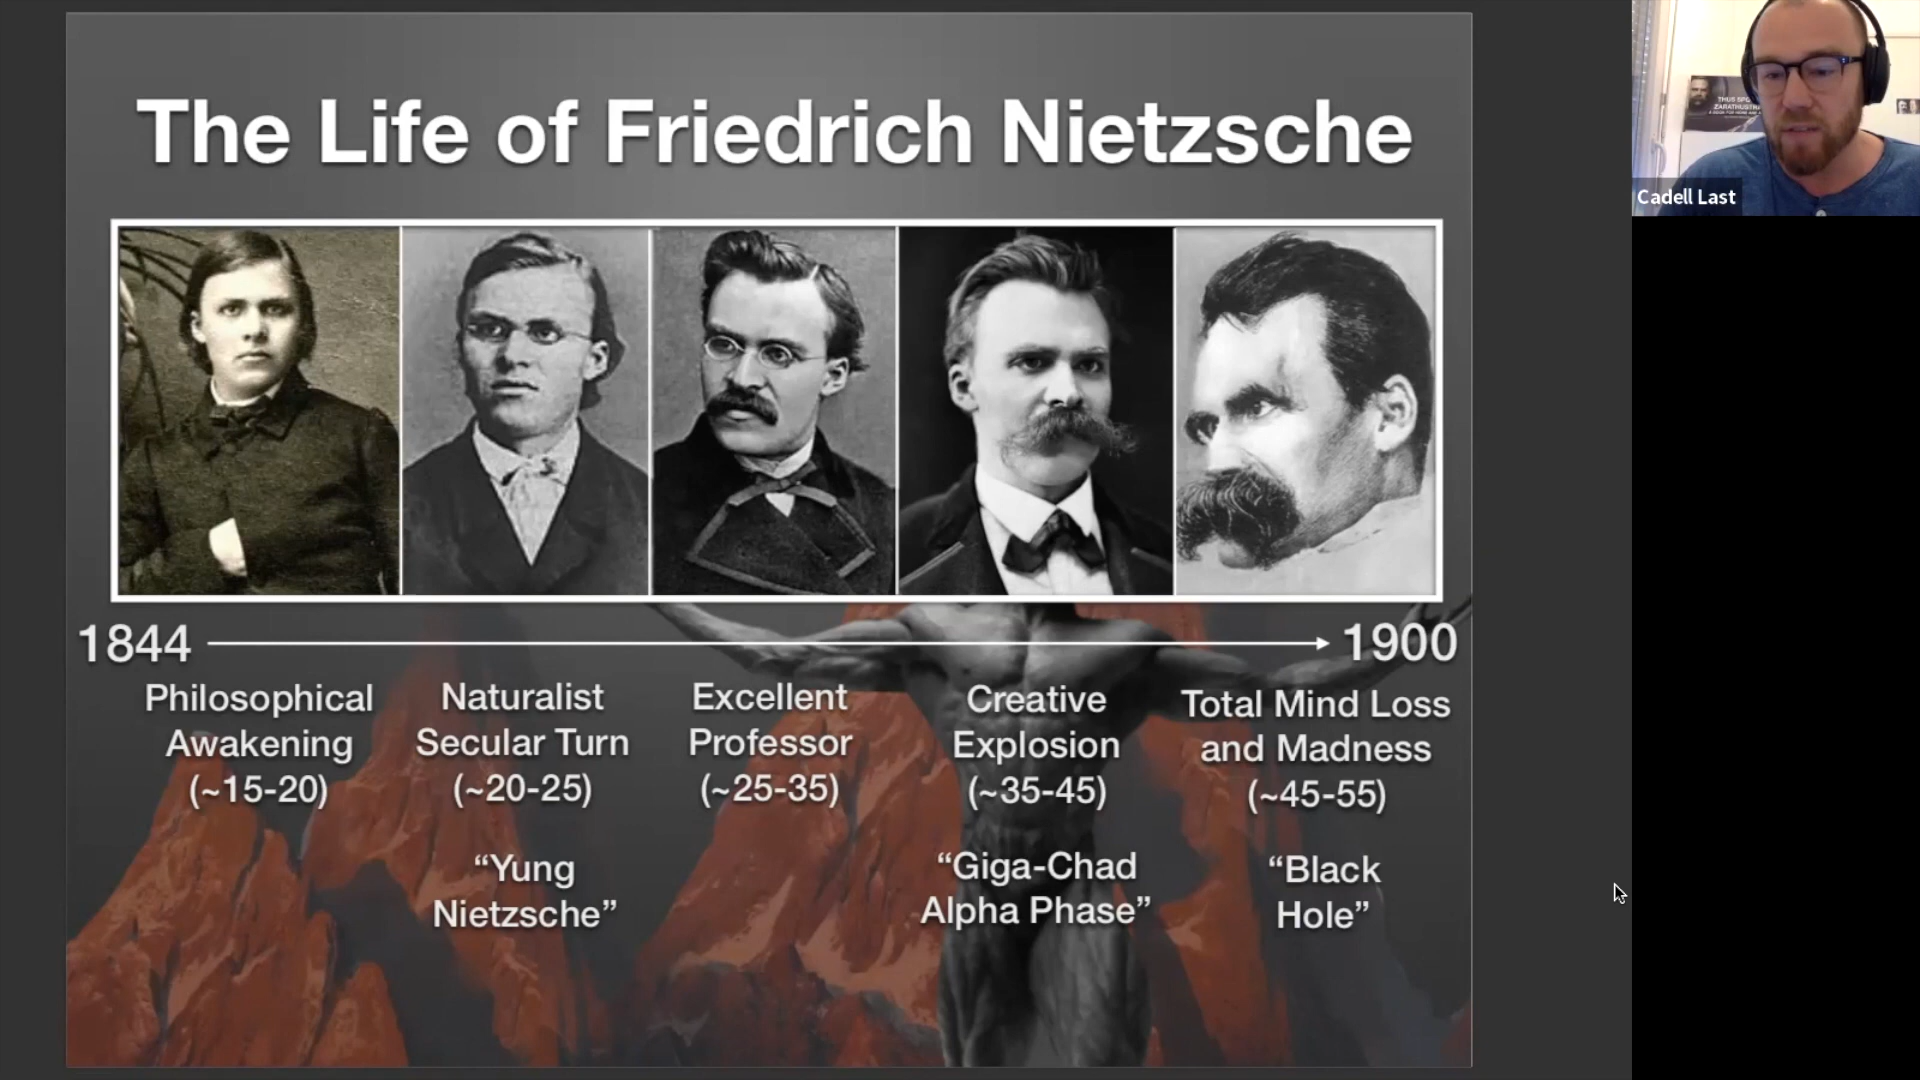 The Life of Friedrich Nietzsche
1844
1900
Philosophical
Awakening
(~15-20)
Naturalist
Secular Turn
(~20-25)
"Yung
Nietzsche"
Excellent
Professor
(~25-35)
Creative
Explosion
(~35-45)
"Giga-Chad
Alpha Phase"
Total Mind Loss
and Madness
(~45-55)
"Black
Hole"
THUS
ZARATHUSTR
Cadell Last